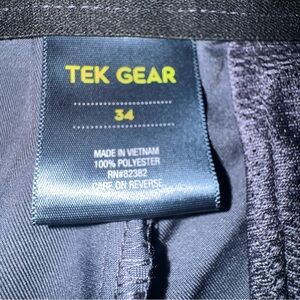 TEK GEAR
34
MADE IN VIETNAM
100% POLYESTER
RN#82382
CARE ON REVERSE